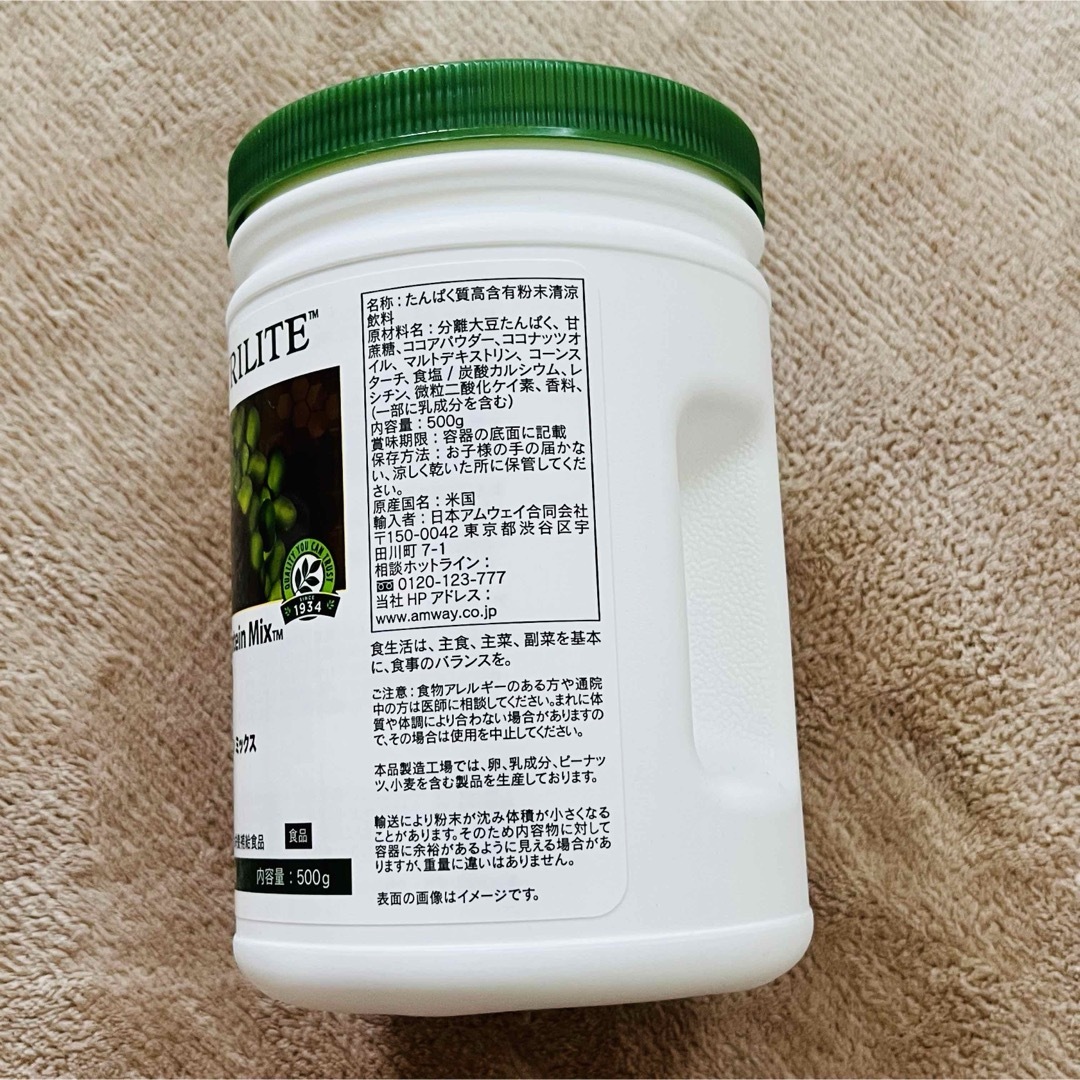 RILITE™
QUALITY YOU CAN TRUST
SINCE
1934
tein Mix™
ミックス
補給食品
食品
内容量：500g
名称：たんぱく質高含有粉末清涼
飲料
原材料名：分離大豆たんぱく、甘
蔗糖、ココアパウダー、ココナッツオ
イル、マルトデキストリン、コーンス
ターチ、食塩 / 炭酸カルシウム、レ
シチン、微粒二酸化ケイ素、香料、
(一部に乳成分を含む)
内容量：500g
賞味期限：容器の底面に記載
保存方法：お子様の手の届かな
い、涼しく乾いた所に保管してくだ
さい。
原産国名：米国
輸入者：日本アムウェイ合同会社
〒150-0042 東京都渋谷区宇
田川町 7-1
相談ホットライン：
0120-123-777
当社 HP アドレス：
www.amway.co.jp
食生活は、主食、主菜、副菜を基本
に、食事のバランスを。
ご注意：食物アレルギーのある方や通院
中の方は医師に相談してください。まれに体
質や体調により合わない場合がありますの
で、その場合は使用を中止してください。
本品製造工場では、卵、乳成分、ピーナッ
ツ、小麦を含む製品を生産しております。
輸送により粉末が沈み体積が小さくなる
ことがあります。そのため内容物に対して
容器に余裕があるように見える場合があ
りますが、重量に違いはありません。
表面の画像はイメージです。